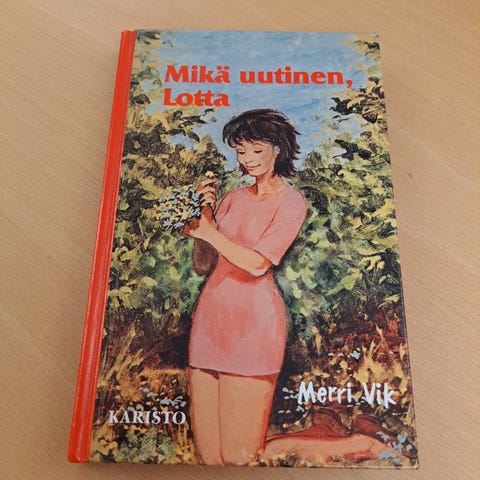 Mikä uutinen,
Lotta
Merri Vik
KARISTO